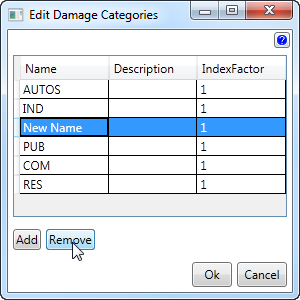 Edit Damage Categories
?
Name Description IndexFactor
AUTOS 1
IND 1
New Name 1
PUB 1
COM 1
RES 1
Add Remove
Ok Cancel